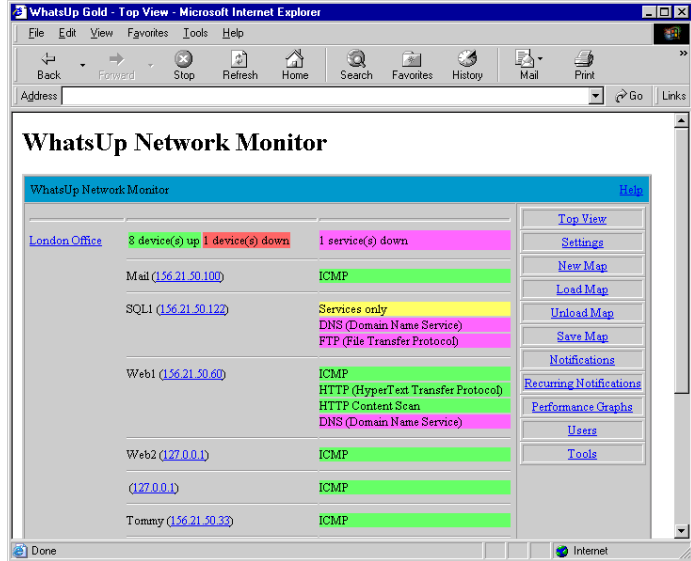 WhatsUp Gold - Top View - Microsoft Internet Explorer
File Edit View Favorites Tools Help
Back Forward Stop Refresh Home Search Favorites History Mail Print »
Address Go Links
WhatsUp Network Monitor
WhatsUp Network Monitor Help
London Office 8 device(s) up 1 device(s) down 1 service(s) down
Mail (156.21.50.100) ICMP
SQL1 (156.21.50.122) Services only
DNS (Domain Name Service)
FTP (File Transfer Protocol)
Web1 (156.21.50.60) ICMP
HTTP (HyperText Transfer Protocol)
HTTP Content Scan
DNS (Domain Name Service)
Web2 (127.0.0.1) ICMP
(127.0.0.1) ICMP
Tommy (156.21.50.33) ICMP
Top View
Settings
New Map
Load Map
Unload Map
Save Map
Notifications
Recurring Notifications
Performance Graphs
Users
Tools
Done Internet